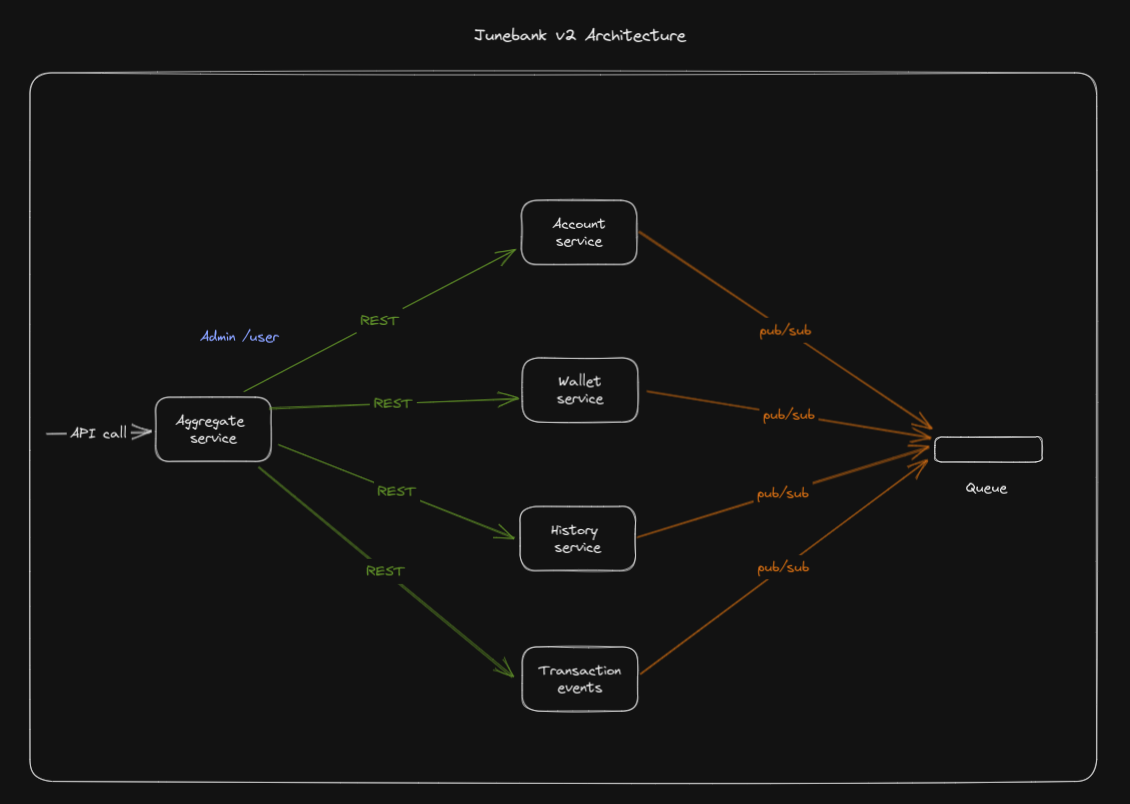 Junebank v2 Architecture
Account
service
REST
pub/sub
Admin /user
Wallet
service
REST
pub/sub
Aggregate
service
API call
REST
pub/sub
Queue
History
service
REST
pub/sub
Transaction
events